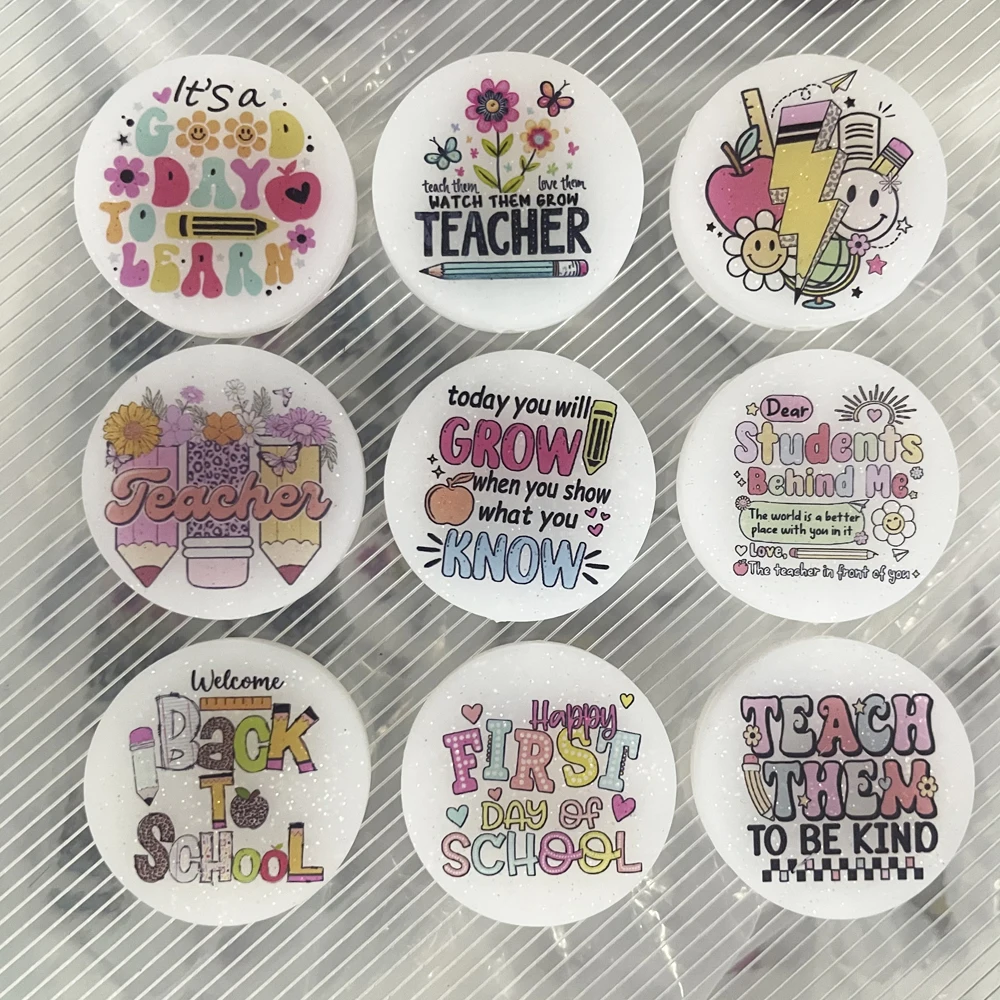 It's a
GOOD
DAY
TO
LEARN
teach them love them
WATCH THEM GROW
TEACHER
Teacher
today you will
GROW
when you show
what you
KNOW
Dear
Students
Behind Me
The world is a better
place with you in it
Love,
The teacher in front of you
Welcome
BacK
To
SCHOOL
Happy
FIRST
DAY OF
SCHOOL
TEACH
THEM
TO BE KIND